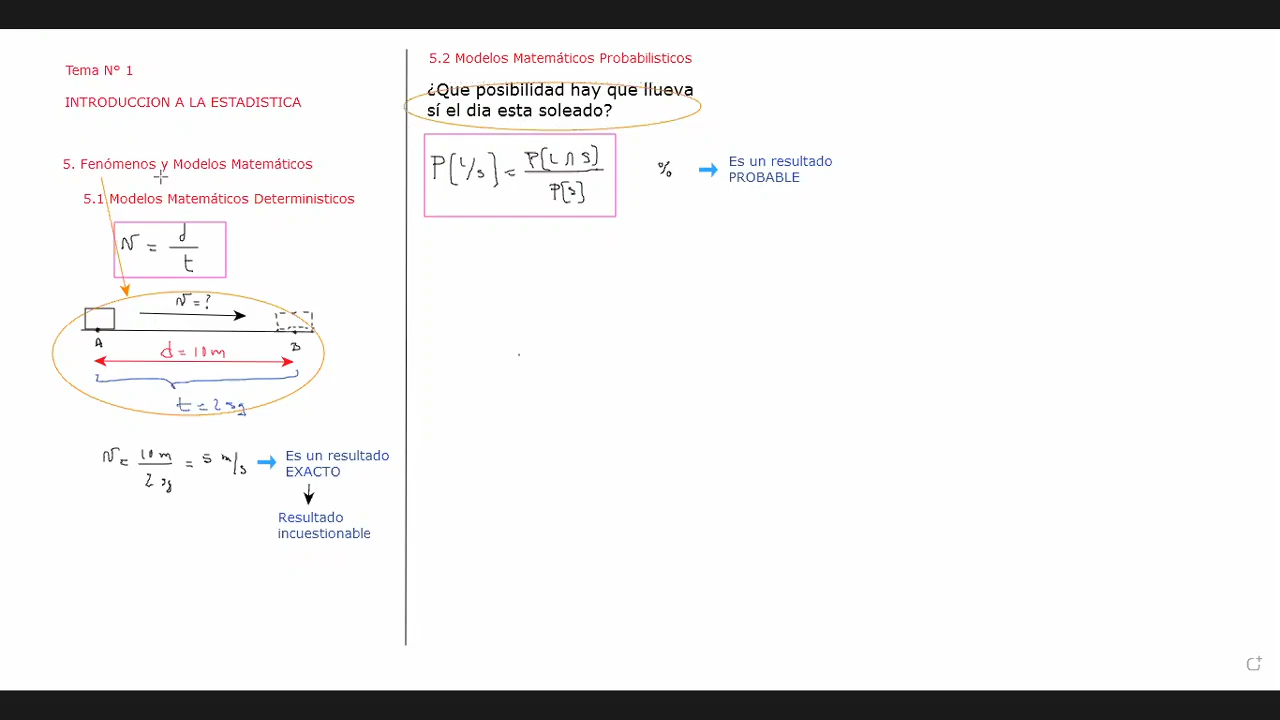 Tema N° 1
INTRODUCCION A LA ESTADISTICA
5. Fenómenos y Modelos Matemáticos
5.1 Modelos Matemáticos Deterministicos
v = d / t
v = ?
A
B
d = 10 m
t = 2 sg
v = 10 m / 2 sg = 5 m/s
Es un resultado
EXACTO
Resultado
incuestionable
5.2 Modelos Matemáticos Probabilisticos
¿Que posibilidad hay que llueva
sí el dia esta soleado?
P[L/S] = P[L ∩ S] / P[S]
%
Es un resultado
PROBABLE